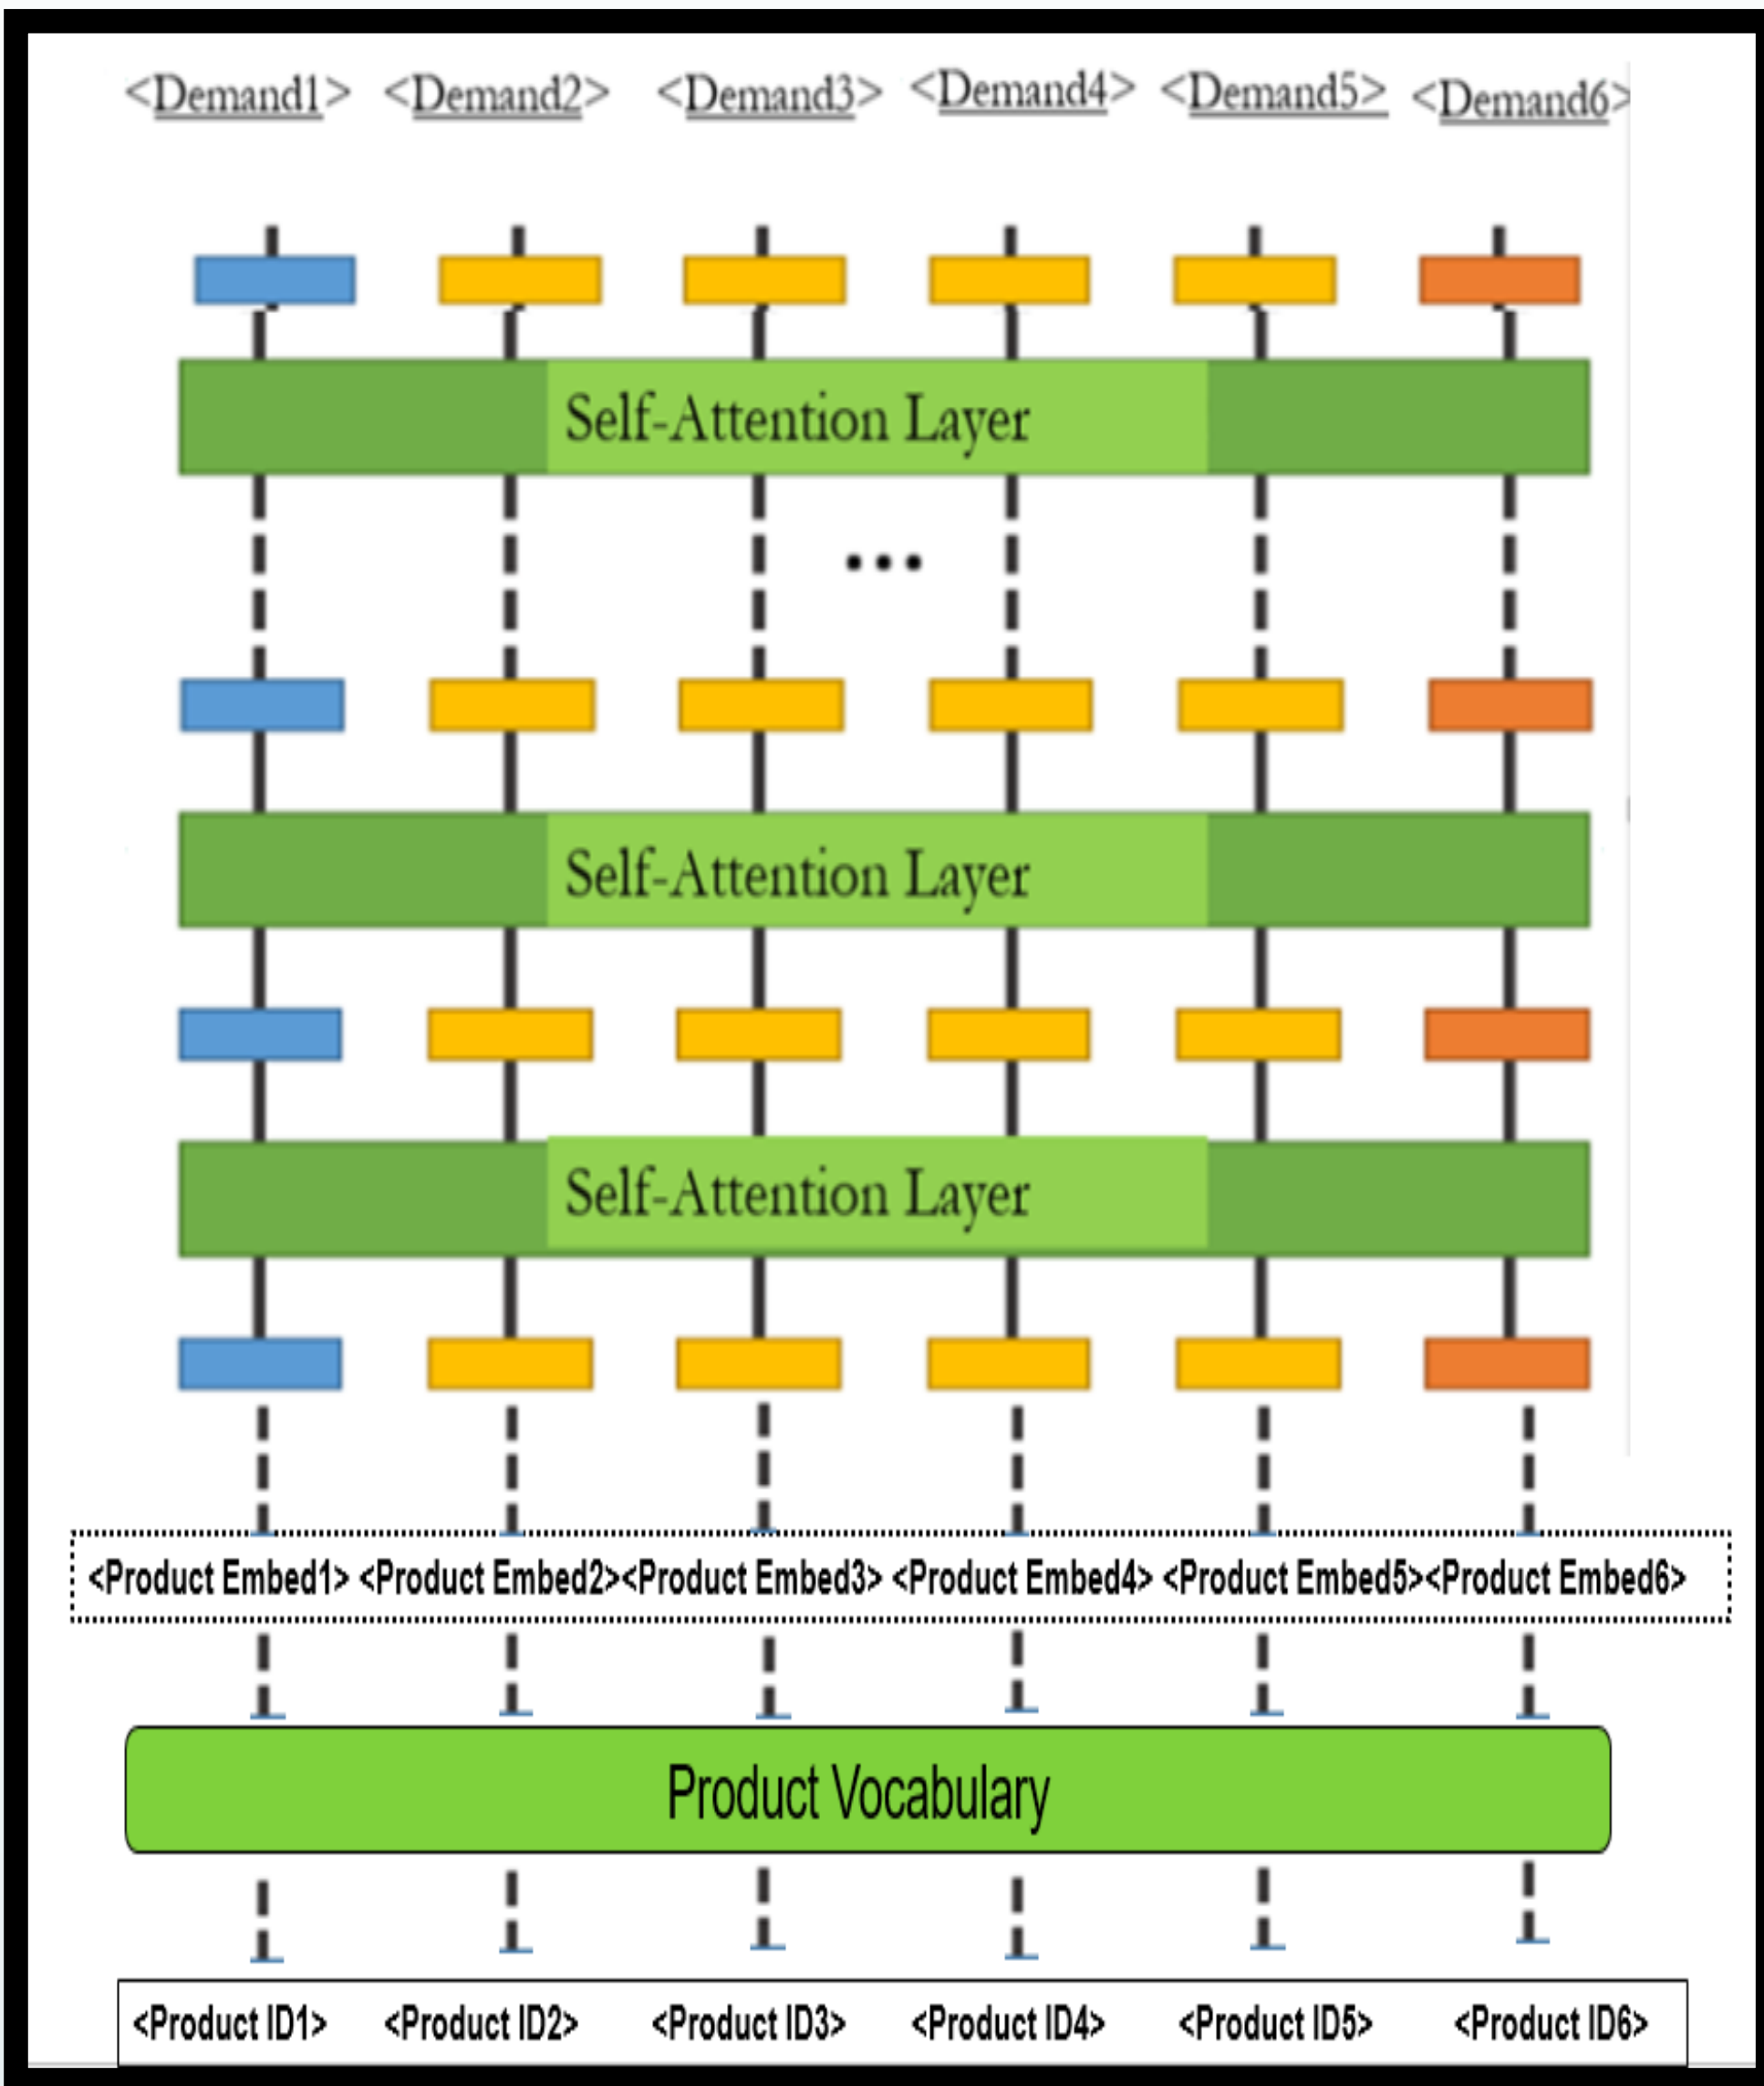 <Demand1> <Demand2> <Demand3> <Demand4> <Demand5> <Demand6>
Self-Attention Layer
...
Self-Attention Layer
Self-Attention Layer
<Product Embed1> <Product Embed2><Product Embed3> <Product Embed4> <Product Embed5><Product Embed6>
Product Vocabulary
<Product ID1> <Product ID2> <Product ID3> <Product ID4> <Product ID5> <Product ID6>